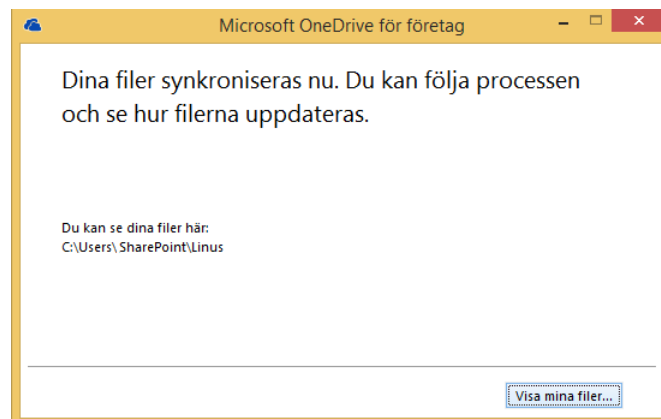 Microsoft OneDrive för företag
Dina filer synkroniseras nu. Du kan följa processen
och se hur filerna uppdateras.
Du kan se dina filer här:
C:\Users\ SharePoint\Linus
Visa mina filer...